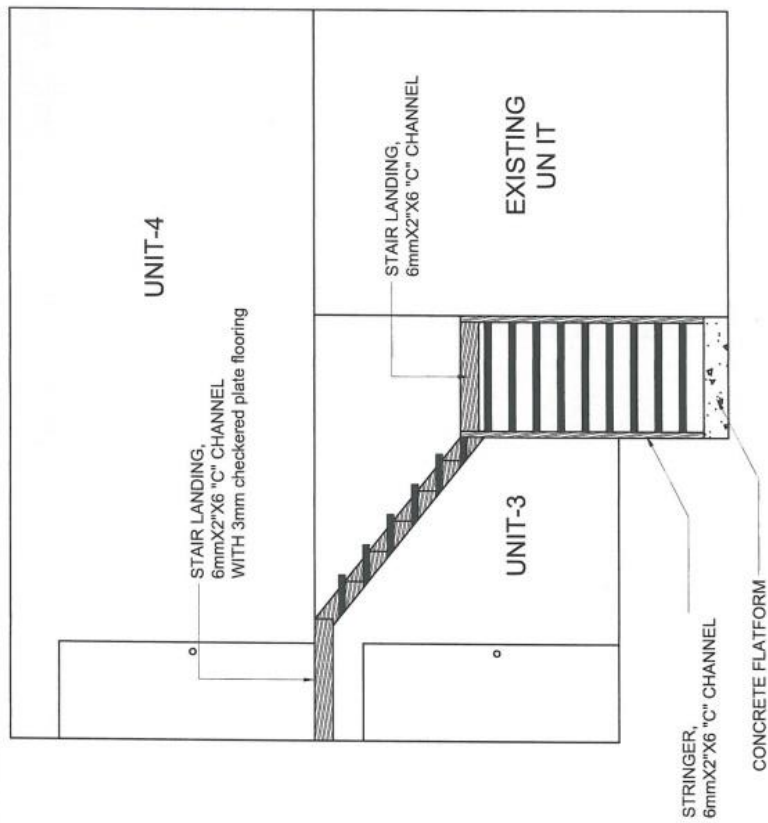 UNIT-4
STAIR LANDING,
6mmX2"X6 "C" CHANNEL
WITH 3mm checkered plate flooring
STAIR LANDING,
6mmX2"X6 "C" CHANNEL
EXISTING
UN IT
UNIT-3
STRINGER,
6mmX2"X6 "C" CHANNEL
CONCRETE FLATFORM